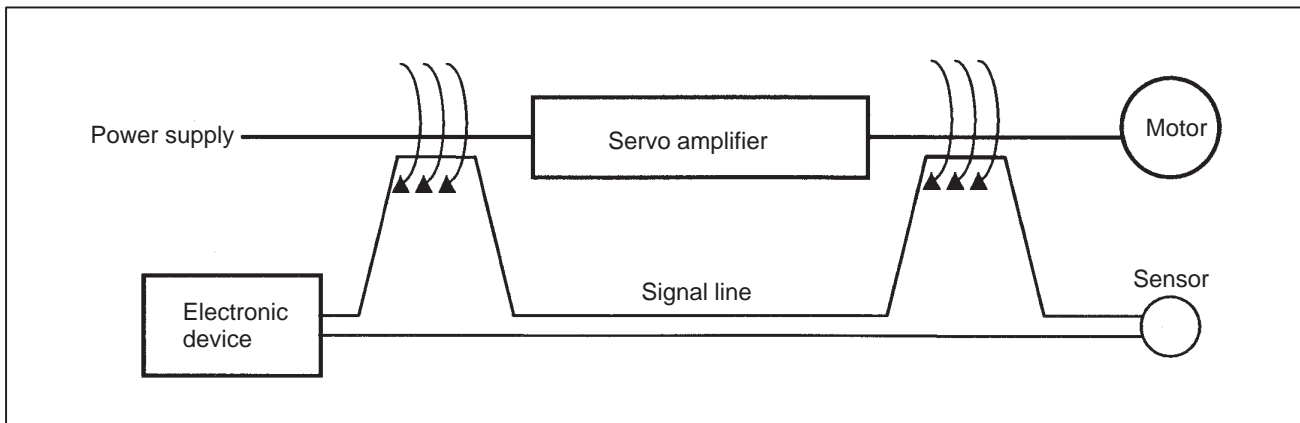 Power supply
Servo amplifier
Motor
Electronic
device
Signal line
Sensor